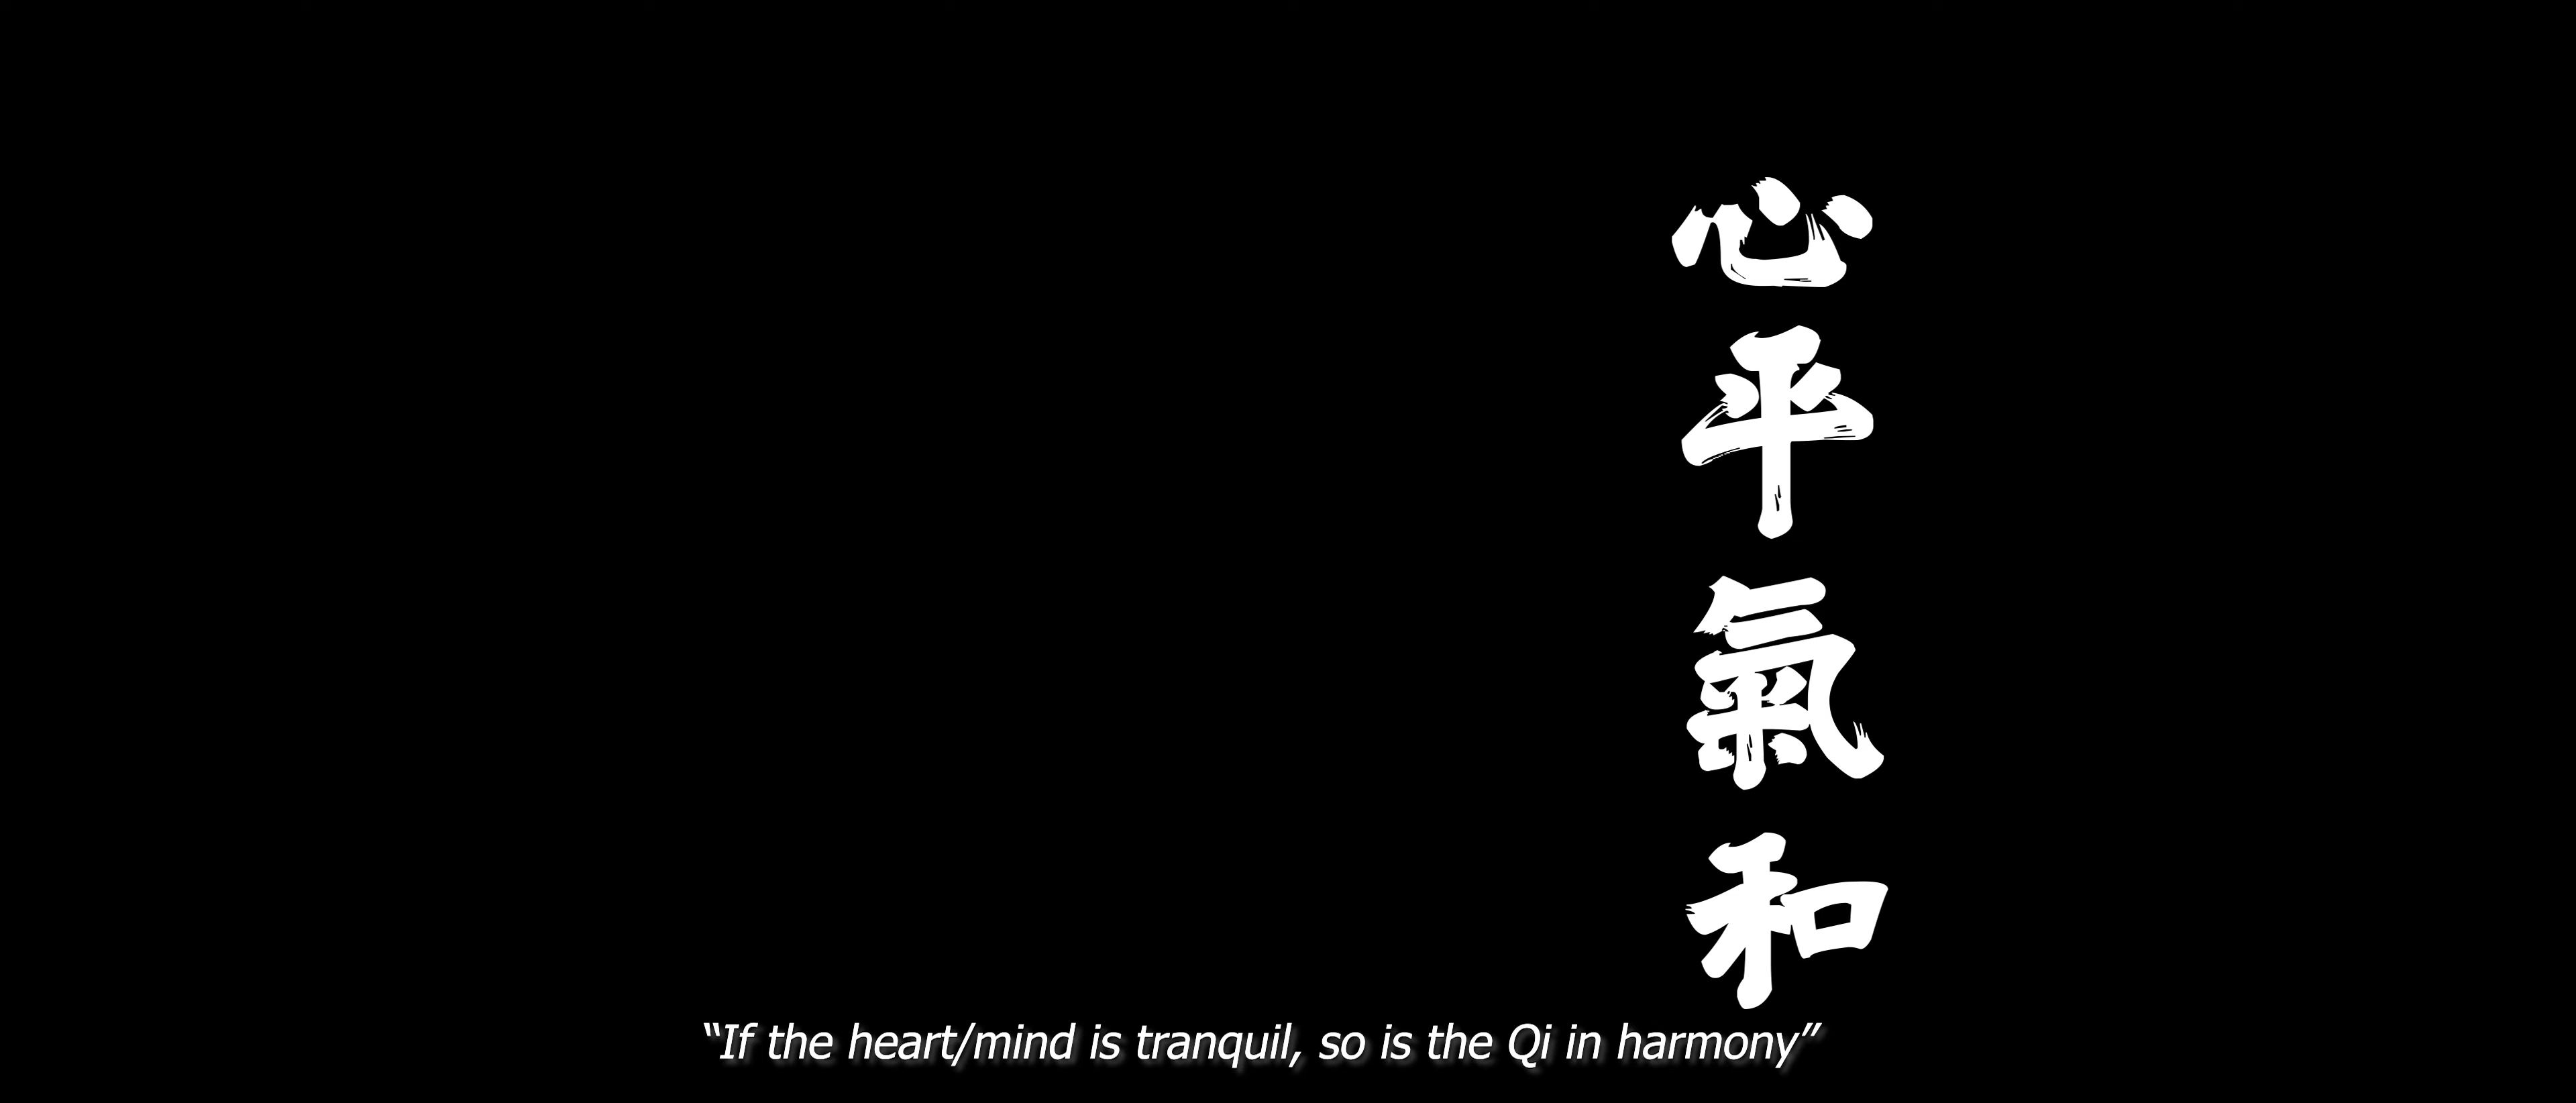 心平氣和
“If the heart/mind is tranquil, so is the Qi in harmony”